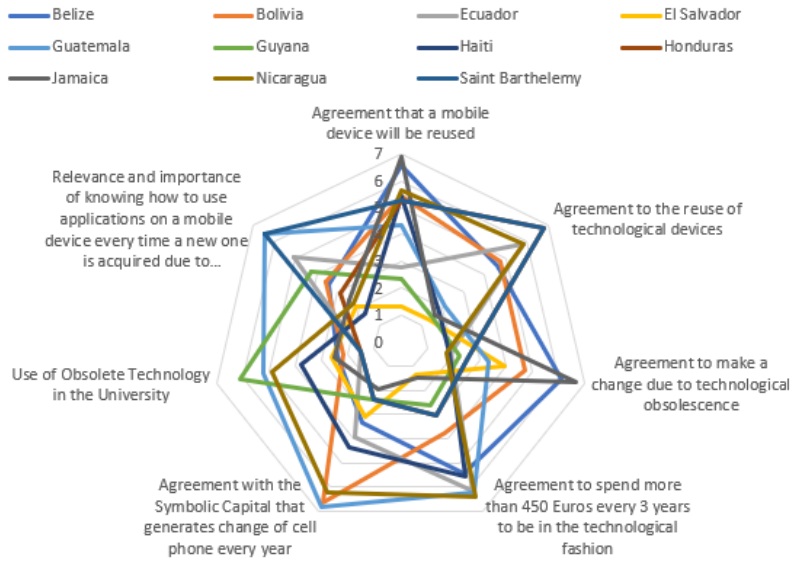 Belize
Bolivia
Ecuador
El Salvador
Guatemala
Guyana
Haiti
Honduras
Jamaica
Nicaragua
Saint Barthelemy
Agreement that a mobile
device will be reused
7
6
3
2
1
0
Relevance and importance
of knowing how to use
applications on a mobile
device every time a new one
is acquired due to...
Agreement to the reuse of
technological devices
Agreement to make a
change due to technological
obsolescence
Use of Obsolete Technology
in the University
Agreement with the
Symbolic Capital that
generates change of cell
phone every year
Agreement to spend more
than 450 Euros every 3 years
to be in the technological
fashion